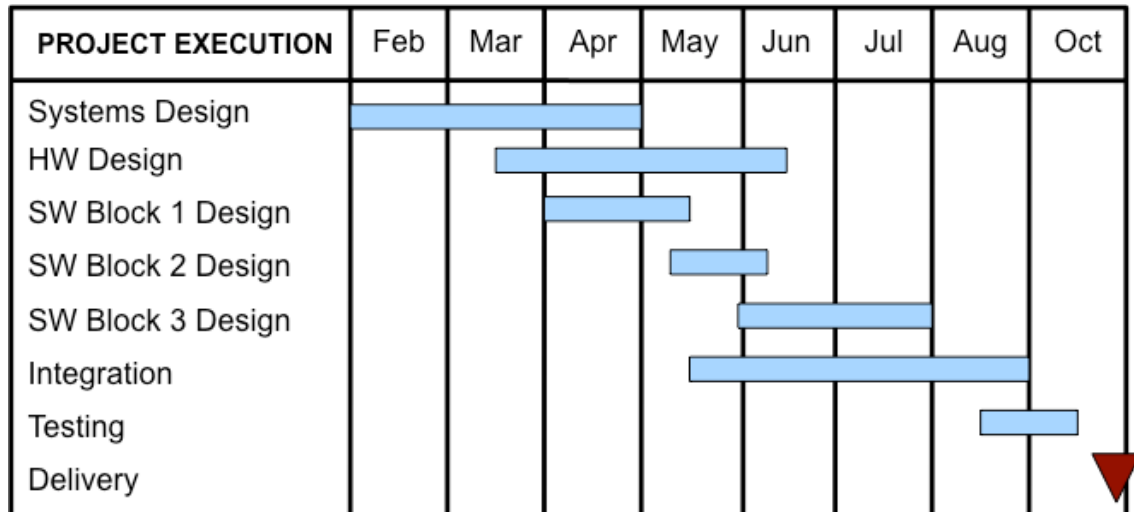 PROJECT EXECUTION Feb Mar Apr May Jun Jul Aug Oct
Systems Design
HW Design
SW Block 1 Design
SW Block 2 Design
SW Block 3 Design
Integration
Testing
Delivery